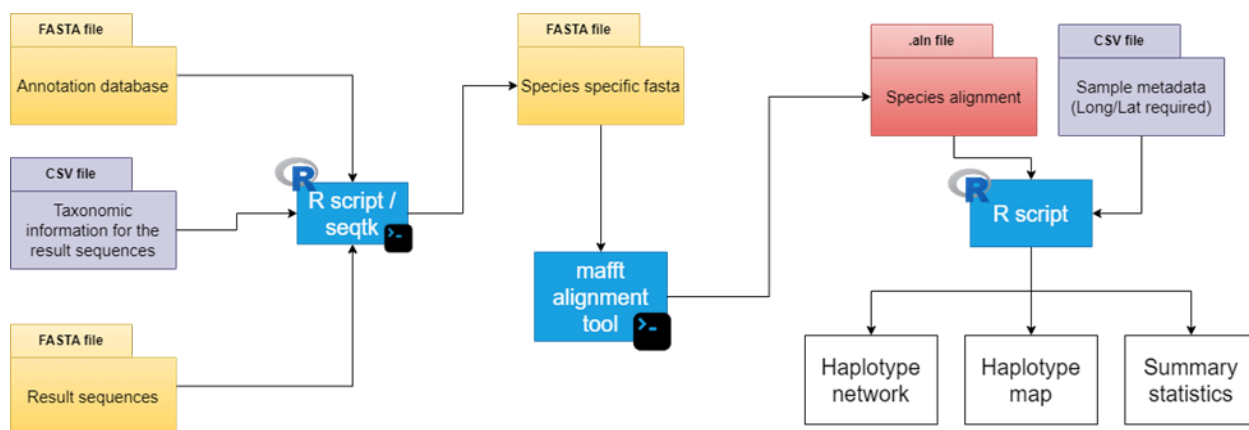 FASTA file
Annotation database
CSV file
Taxonomic
information for the
result sequences
FASTA file
Result sequences
R
R script /
seqtk
>-
FASTA file
Species specific fasta
mafft
alignment
tool
>-
.aln file
Species alignment
CSV file
Sample metadata
(Long/Lat required)
R
R script
Haplotype
network
Haplotype
map
Summary
statistics